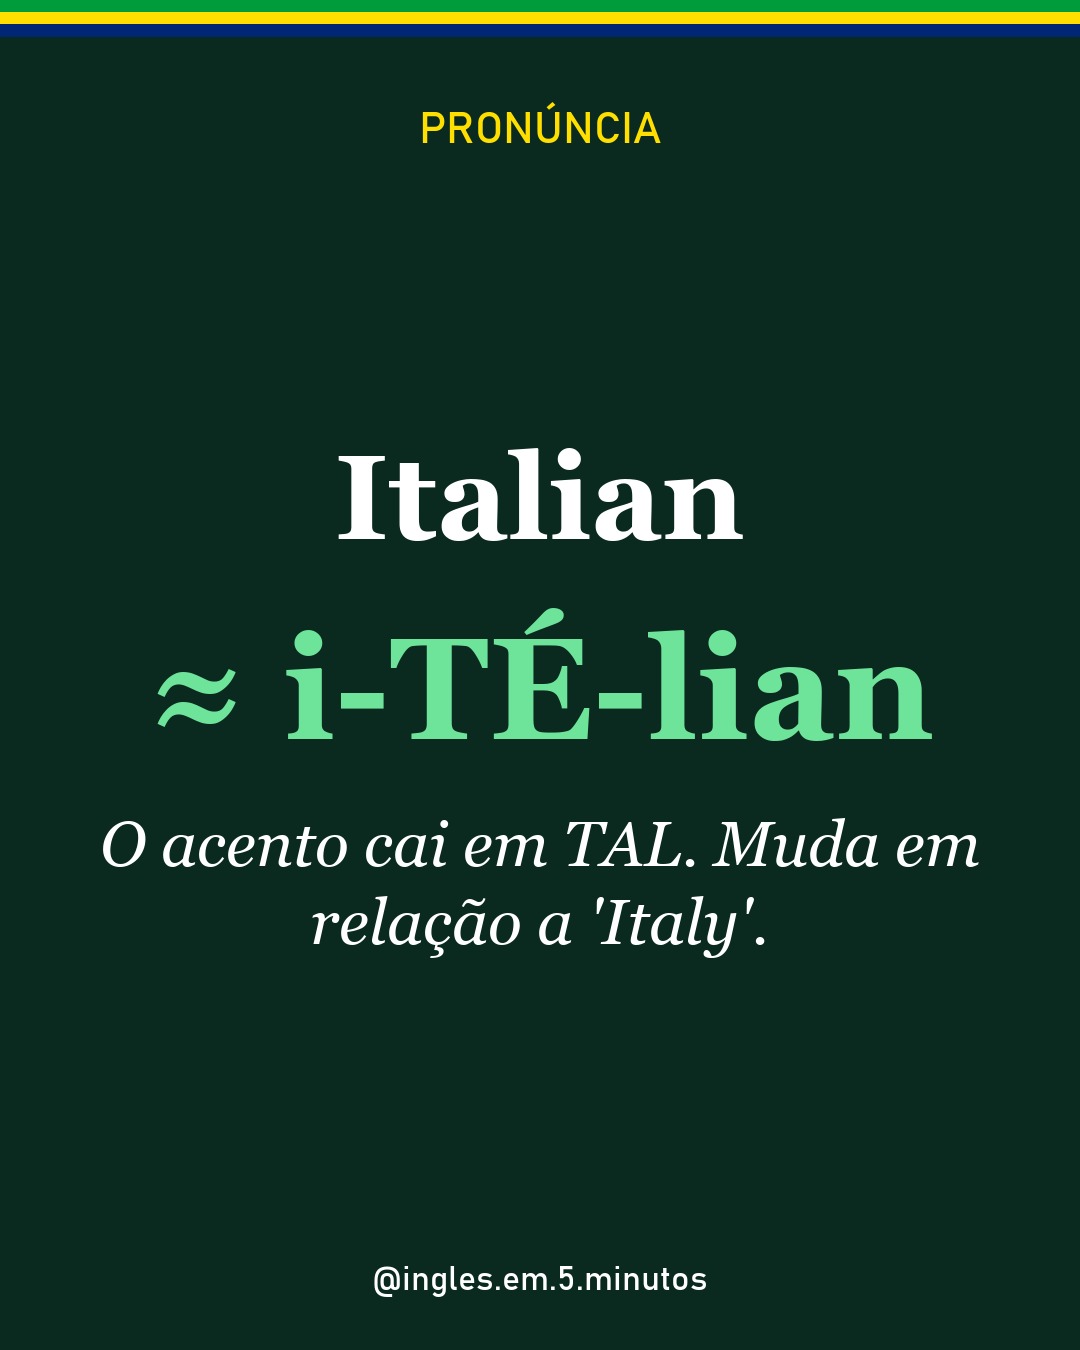 PRONÚNCIA
Italian
≈ i-TÉ-lian
O acento cai em TAL. Muda em
relação a 'Italy'.
@ingles.em.5.minutos